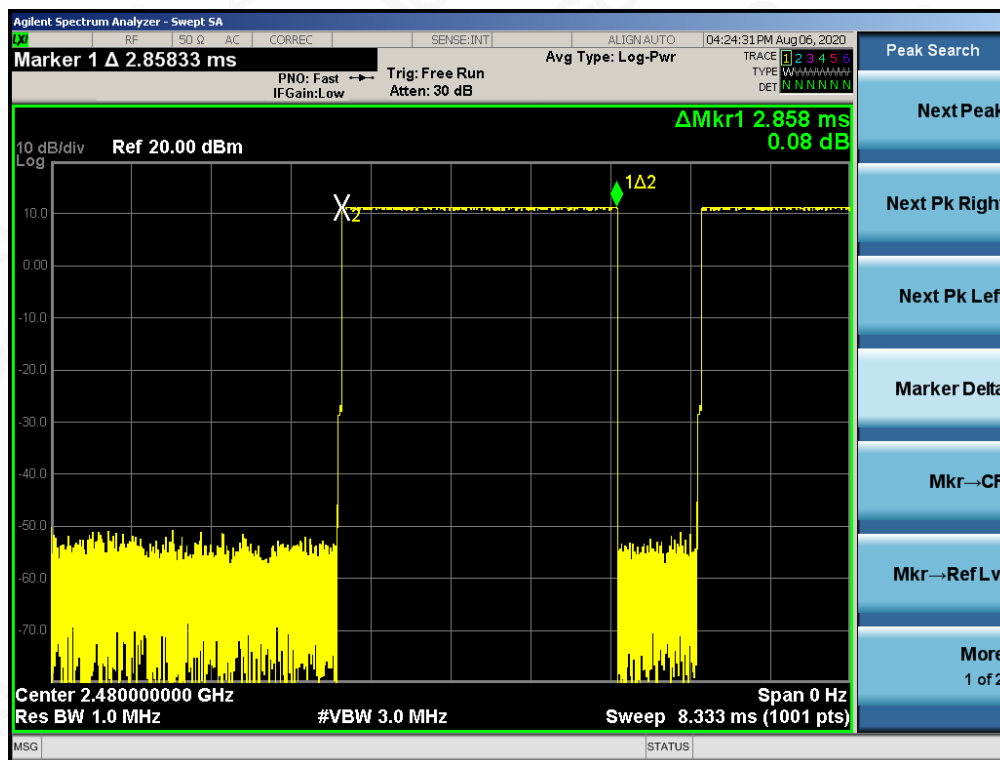 Agilent Spectrum Analyzer - Swept SA
LXI RF 50 Ω AC CORREC SENSE:INT ALIGN AUTO 04:24:31 PM Aug 06, 2020
Marker 1 Δ 2.85833 ms
PNO: Fast
IFGain:Low
Trig: Free Run
Atten: 30 dB
Avg Type: Log-Pwr
TRACE 1 2 3 4 5 6
TYPE W
DET N N N N N N
ΔMkr1 2.858 ms
0.08 dB
10 dB/div Ref 20.00 dBm
Log
1Δ2
2
10.0
0.00
-10.0
-20.0
-30.0
-40.0
-50.0
-60.0
-70.0
Center 2.480000000 GHz Span 0 Hz
Res BW 1.0 MHz #VBW 3.0 MHz Sweep 8.333 ms (1001 pts)
MSG STATUS
Peak Search
Next Peak
Next Pk Right
Next Pk Lef
Marker Delta
Mkr→CF
Mkr→Ref Lv
More
1 of 2